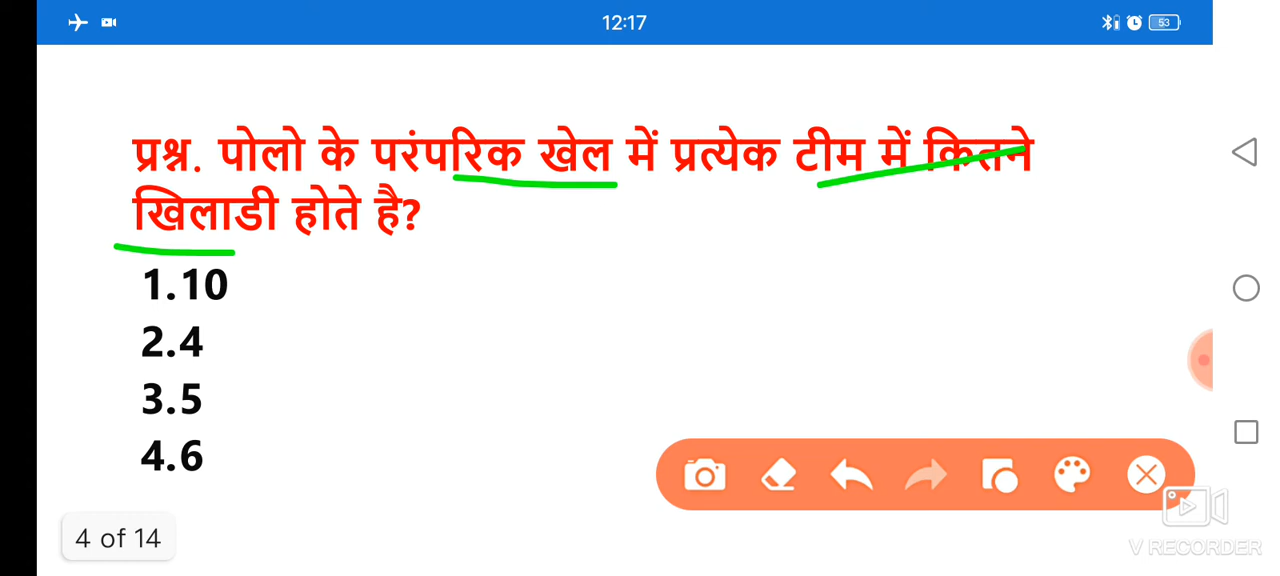 12:17
53
प्रश्न. पोलो के परंपरिक खेल में प्रत्येक टीम में कितने
खिलाडी होते है?
1.10
2.4
3.5
4.6
4 of 14
V RECORDER